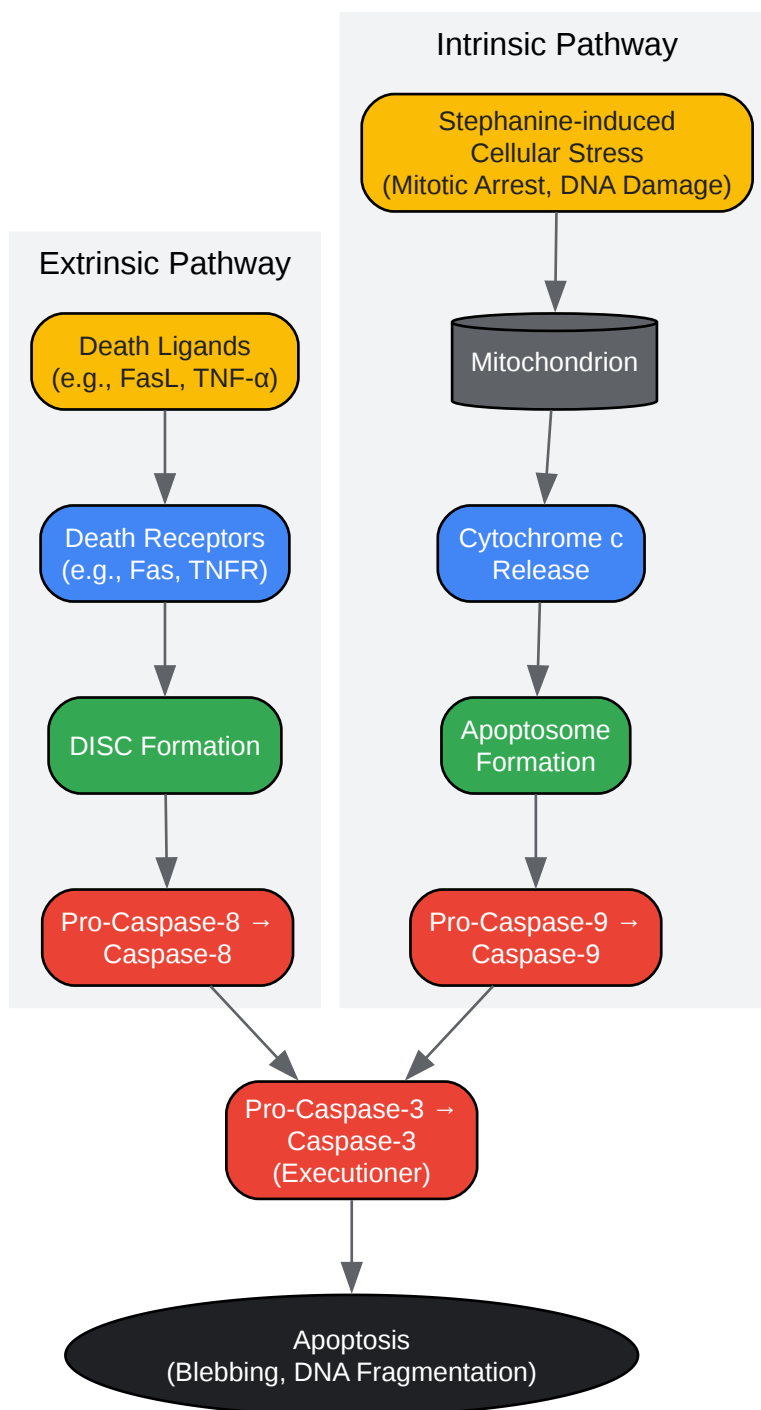 Intrinsic Pathway
Stephanine-induced
Cellular Stress
(Mitotic Arrest, DNA Damage)
Mitochondrion
Cytochrome c
Release
Apoptosome
Formation
Pro-Caspase-9 →
Caspase-9
Extrinsic Pathway
Death Ligands
(e.g., FasL, TNF-α)
Death Receptors
(e.g., Fas, TNFR)
DISC Formation
Pro-Caspase-8 →
Caspase-8
Pro-Caspase-3 →
Caspase-3
(Executioner)
Apoptosis
(Blebbing, DNA Fragmentation)